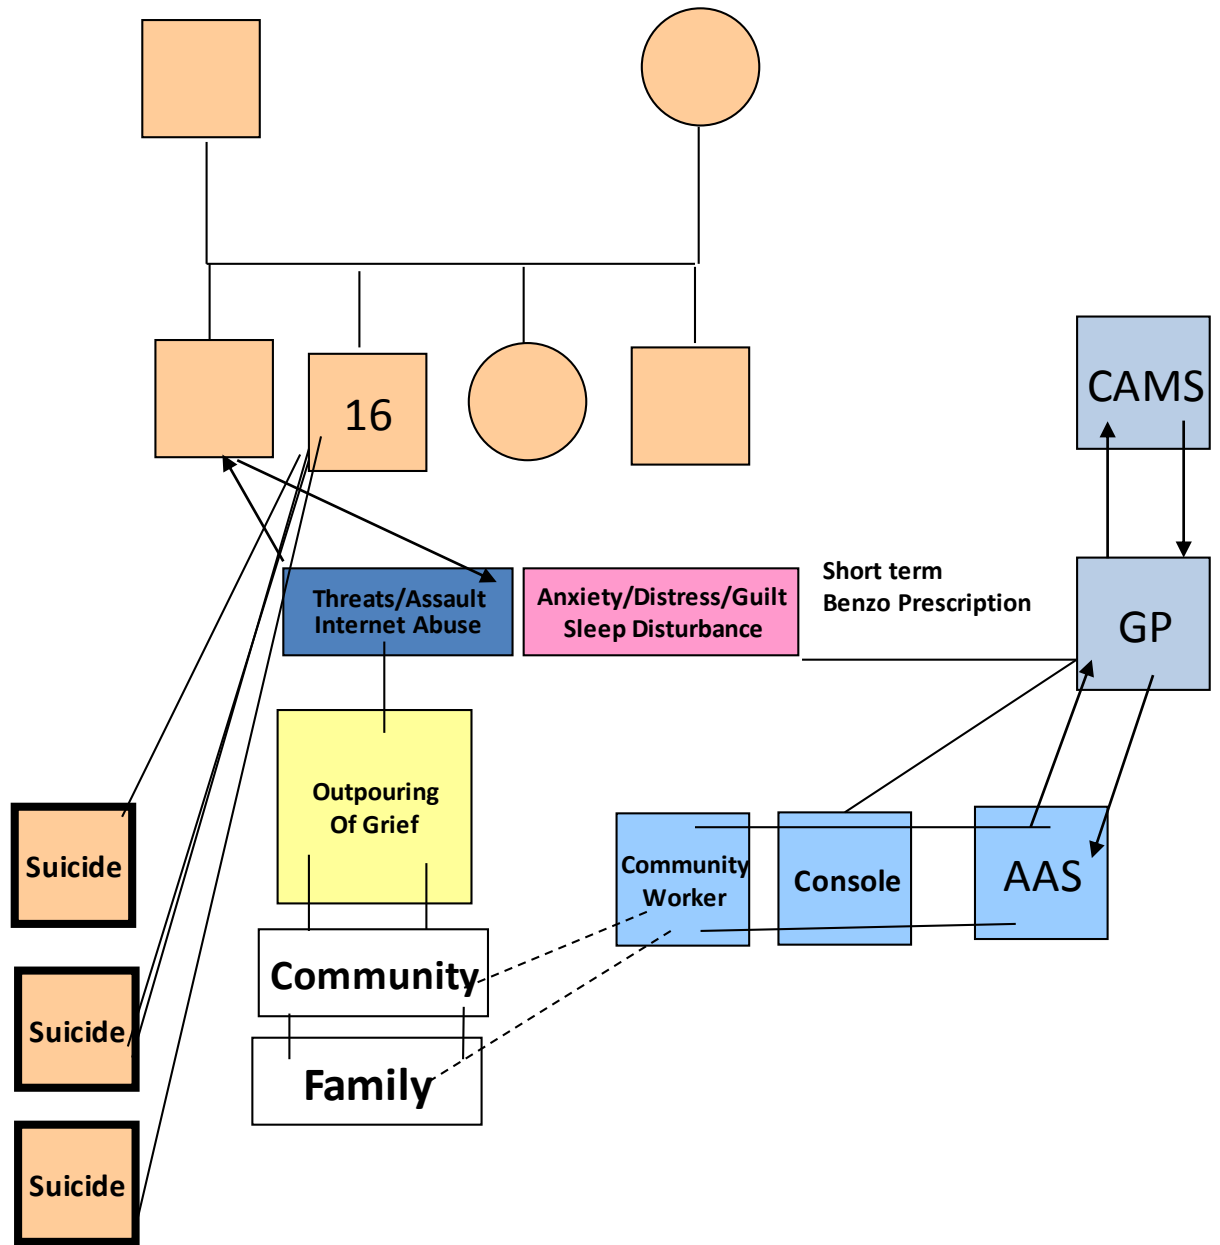 16
CAMS
Threats/Assault
Internet Abuse
Anxiety/Distress/Guilt
Sleep Disturbance
Short term
Benzo Prescription
GP
Outpouring
Of Grief
Suicide
Community
Worker
Console
AAS
Community
Suicide
Family
Suicide